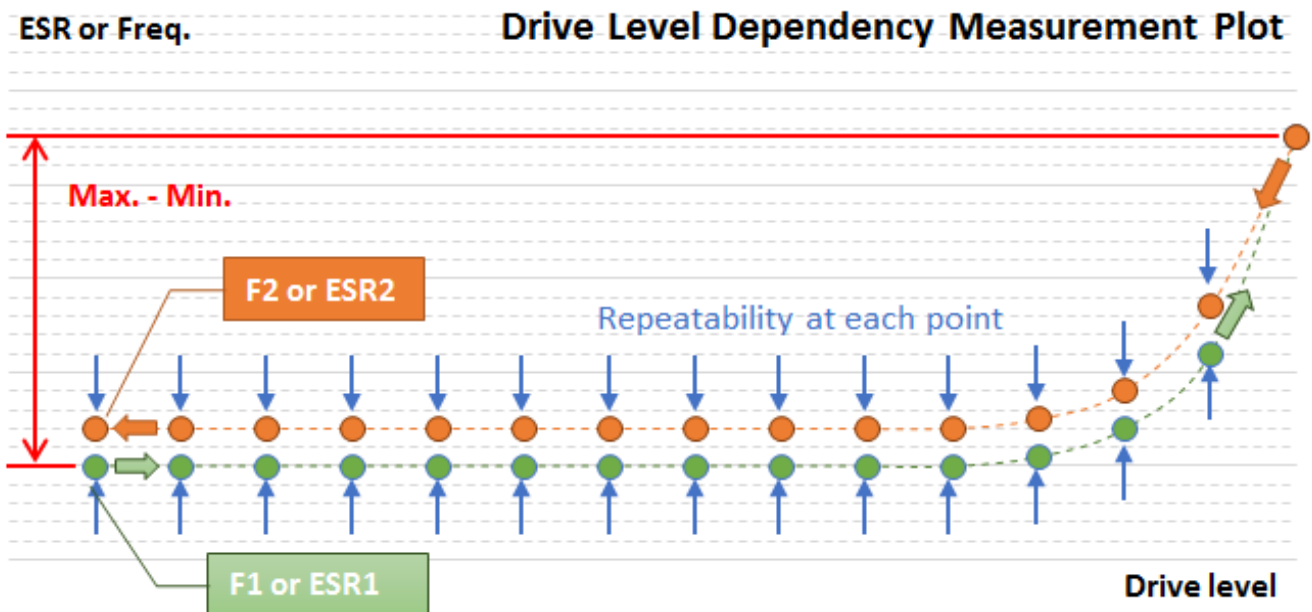 ESR or Freq.
Drive Level Dependency Measurement Plot
Max. - Min.
F2 or ESR2
Repeatability at each point
F1 or ESR1
Drive level